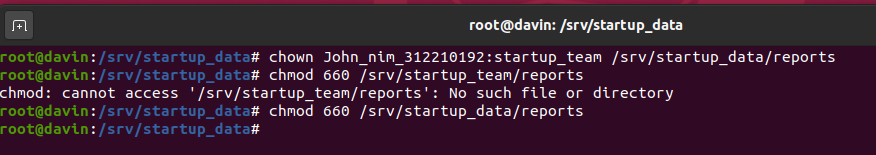 root@davin: /srv/startup_data
root@davin:/srv/startup_data# chown John_nim_312210192:startup_team /srv/startup_data/reports
root@davin:/srv/startup_data# chmod 660 /srv/startup_team/reports
chmod: cannot access '/srv/startup_team/reports': No such file or directory
root@davin:/srv/startup_data# chmod 660 /srv/startup_data/reports
root@davin:/srv/startup_data#